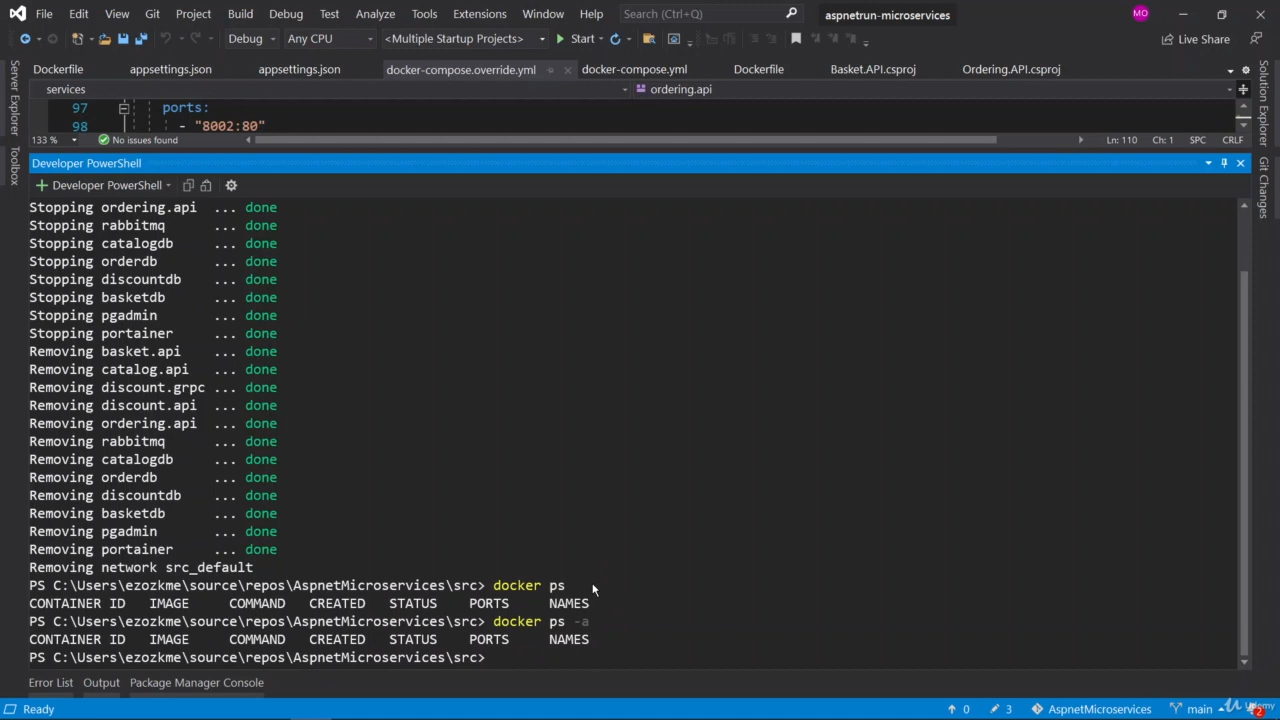 File Edit View Git Project Build Debug Test Analyze Tools Extensions Window Help Search (Ctrl+Q) aspnetrun-microservices MO
Debug Any CPU <Multiple Startup Projects> Start Live Share
Dockerfile appsettings.json appsettings.json docker-compose.override.yml docker-compose.yml Dockerfile Basket.API.csproj Ordering.API.csproj
services ordering.api
97 ports:
98 - "8002:80"
133 % No issues found Ln: 110 Ch: 1 SPC CRLF
Server Explorer
Toolbox
Solution Explorer
Git Changes
Developer PowerShell
Developer PowerShell
Stopping ordering.api ... done
Stopping rabbitmq ... done
Stopping catalogdb ... done
Stopping orderdb ... done
Stopping discountdb ... done
Stopping basketdb ... done
Stopping pgadmin ... done
Stopping portainer ... done
Removing basket.api ... done
Removing catalog.api ... done
Removing discount.grpc ... done
Removing discount.api ... done
Removing ordering.api ... done
Removing rabbitmq ... done
Removing catalogdb ... done
Removing orderdb ... done
Removing discountdb ... done
Removing basketdb ... done
Removing pgadmin ... done
Removing portainer ... done
Removing network src_default
PS C:\Users\ezozkme\source\repos\AspnetMicroservices\src> docker ps
CONTAINER ID IMAGE COMMAND CREATED STATUS PORTS NAMES
PS C:\Users\ezozkme\source\repos\AspnetMicroservices\src> docker ps -a
CONTAINER ID IMAGE COMMAND CREATED STATUS PORTS NAMES
PS C:\Users\ezozkme\source\repos\AspnetMicroservices\src>
Error List Output Package Manager Console
Ready 0 3 AspnetMicroservices main 2
Udemy